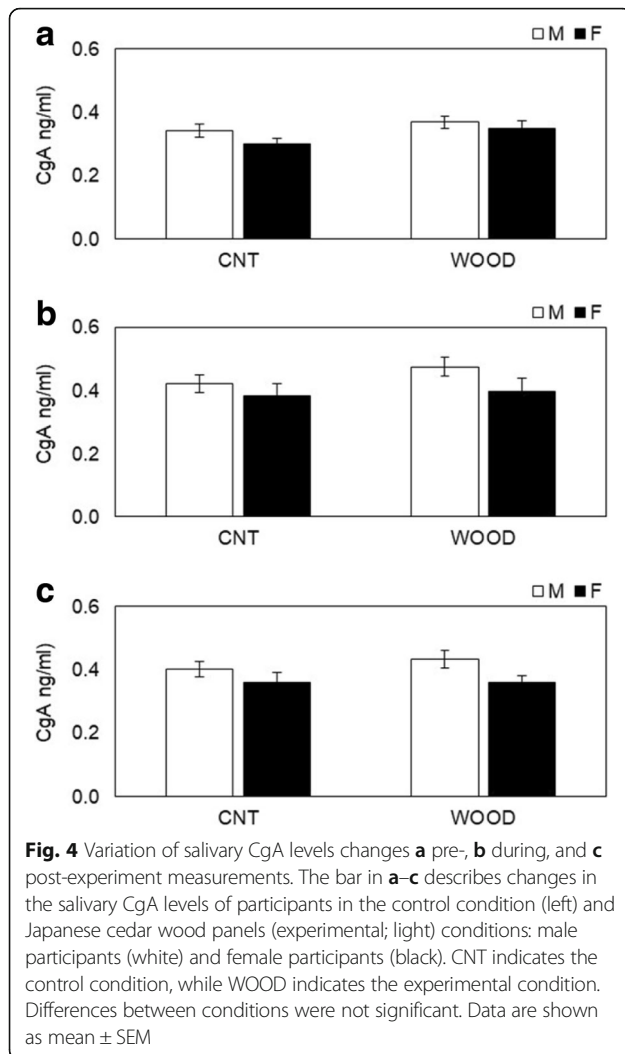 a
□ M ■ F
0.6
0.4
0.2
0.0
CgA ng/ml
CNT WOOD
b
□ M ■ F
0.6
0.4
0.2
0.0
CgA ng/ml
CNT WOOD
c
□ M ■ F
0.6
0.4
0.2
0.0
CgA ng/ml)
CNT WOOD
Fig. 4 Variation of salivary CgA levels changes a pre-, b during, and c
post-experiment measurements. The bar in a–c describes changes in
the salivary CgA levels of participants in the control condition (left) and
Japanese cedar wood panels (experimental; light) conditions: male
participants (white) and female participants (black). CNT indicates the
control condition, while WOOD indicates the experimental condition.
Differences between conditions were not significant. Data are shown
as mean ± SEM